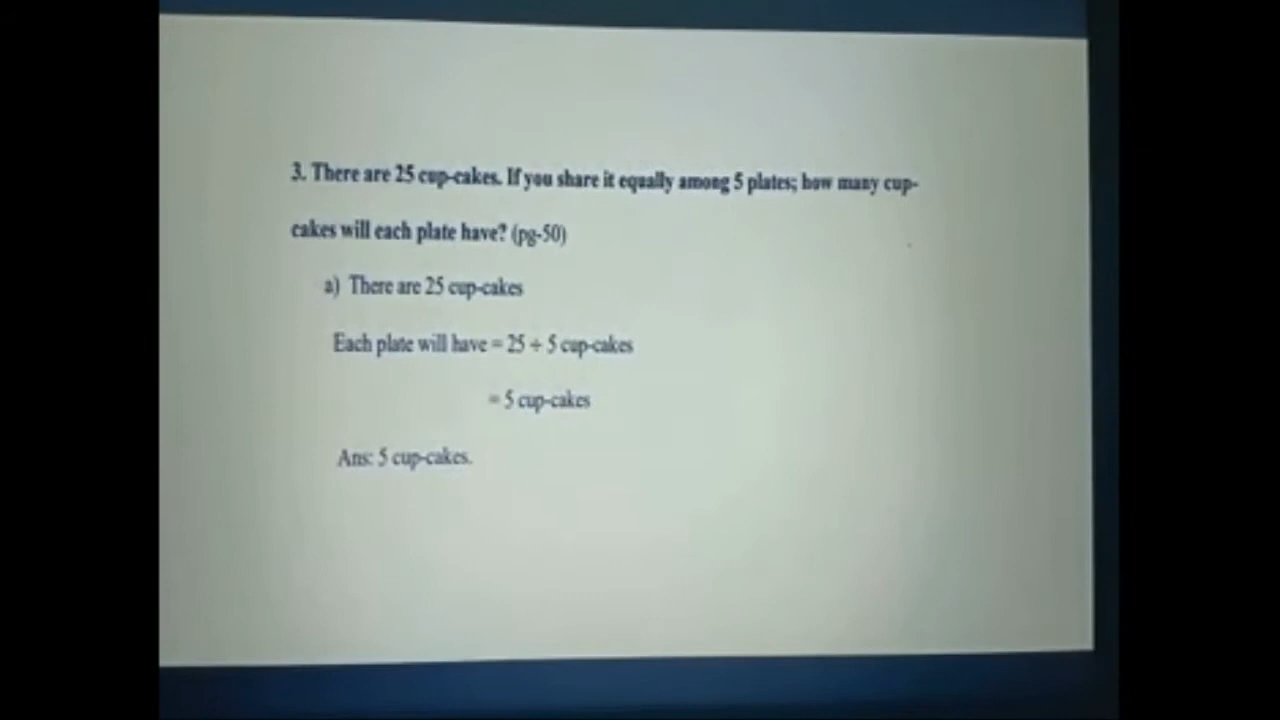 3. There are 25 cup-cakes. If you share it equally among 5 plates; how many cup-
cakes will each plate have? (pg-50)
a) There are 25 cup-cakes
Each plate will have = 25 ÷ 5 cup-cakes
= 5 cup-cakes
Ans: 5 cup-cakes.